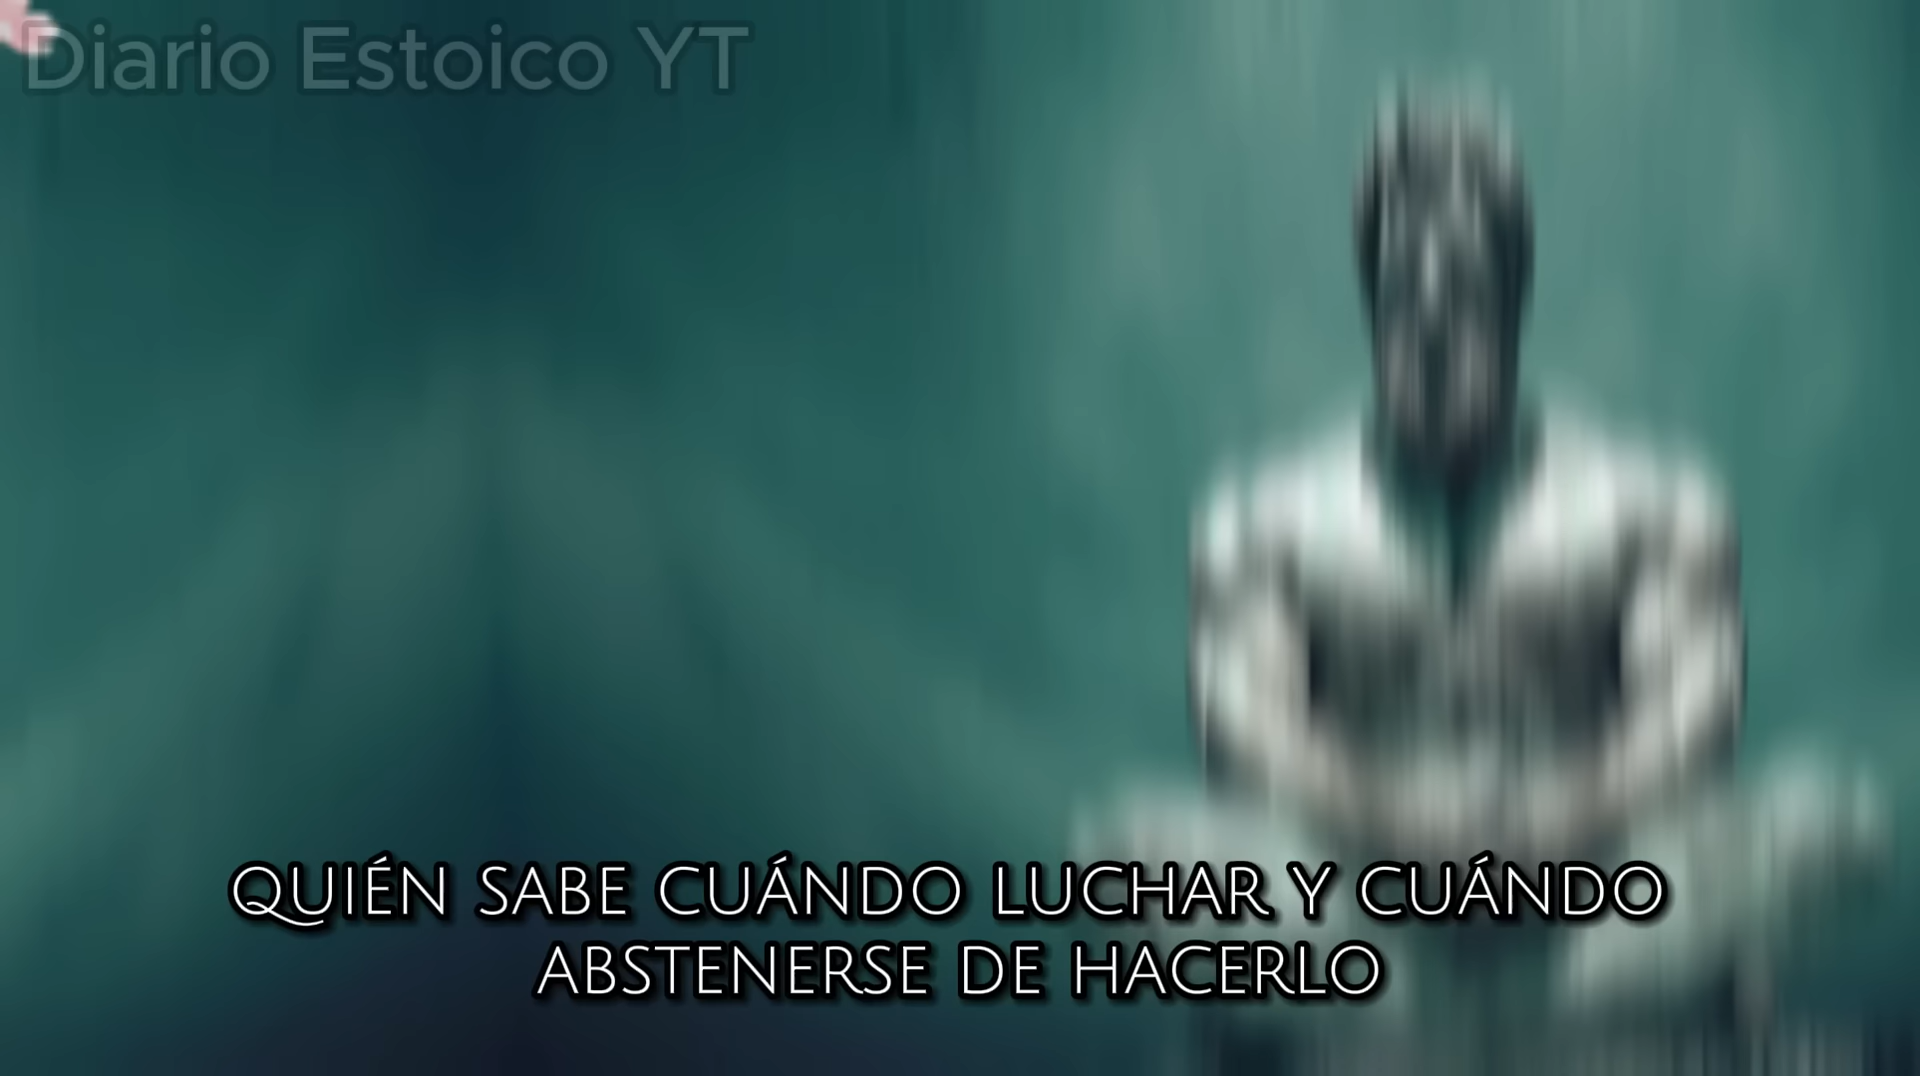 Diario Estoico YT
QUIÉN SABE CUÁNDO LUCHAR Y CUÁNDO
ABSTENERSE DE HACERLO